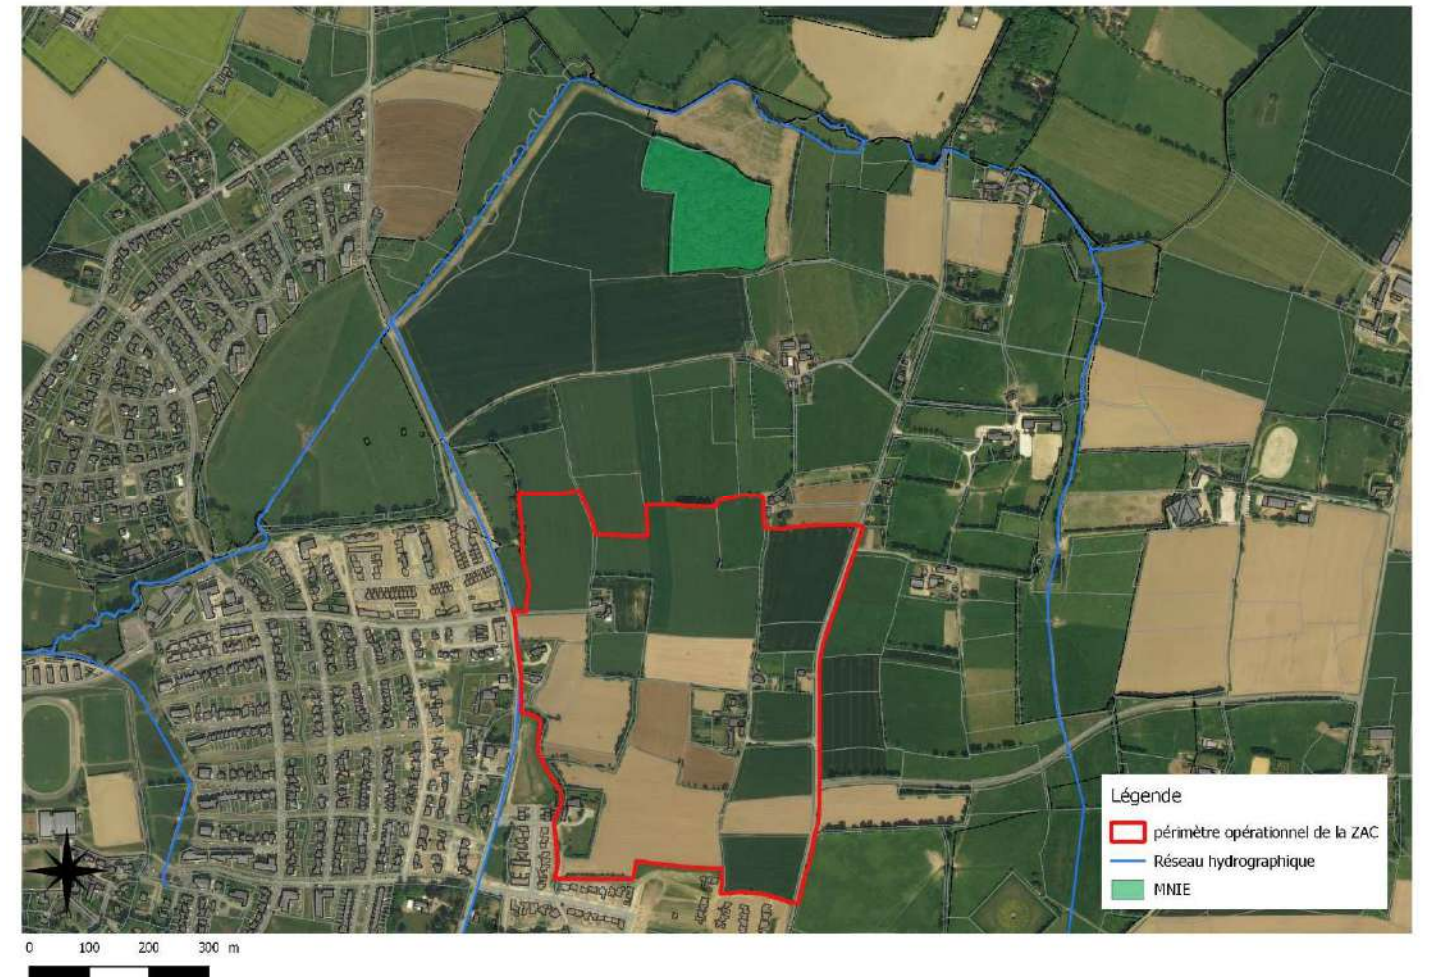 Légende
périmètre opérationnel de la ZAC
Réseau hydrographique
MNIE
0 100 200 300 m